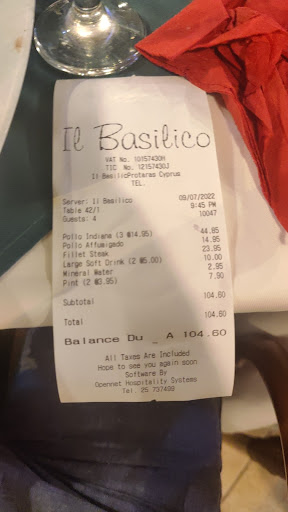 Il Basilico
VAT No. 10157430H
TIC No. 12157430J
Il BasilicProtaras Cyprus
TEL.
Server: Il Basilico 09/07/2022
Table 42/1 9:45 PM
Guests: 4 10047
Pollo Indiana (3 @14.95) 44.85
Pollo Affumigado 14.95
Fillet Steak 23.95
Large Soft Drink (2 @5.00) 10.00
Mineral Water 2.95
Pint (2 @3.95) 7.90
Subtotal 104.60
Total 104.60
Balance Du _ A 104.60
All Taxes Are Included
Hope to see you again soon
Software By
Opennet Hospitality Systems
Tel. 25 737430